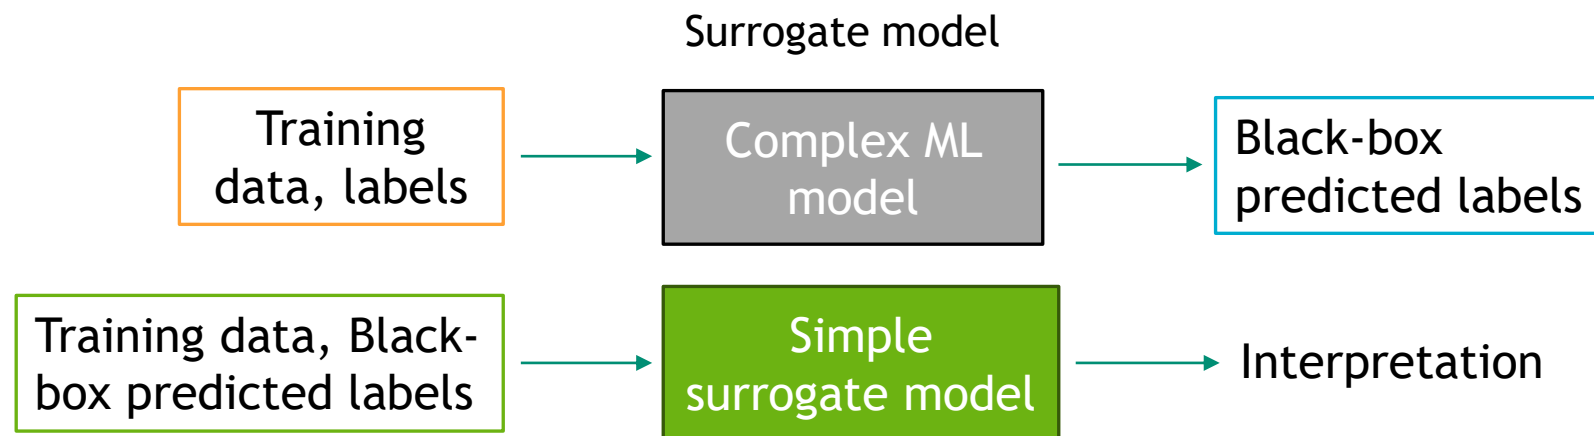 Surrogate model
Training
data, labels
Complex ML
model
Black-box
predicted labels
Training data, Black-
box predicted labels
Simple
surrogate model
Interpretation